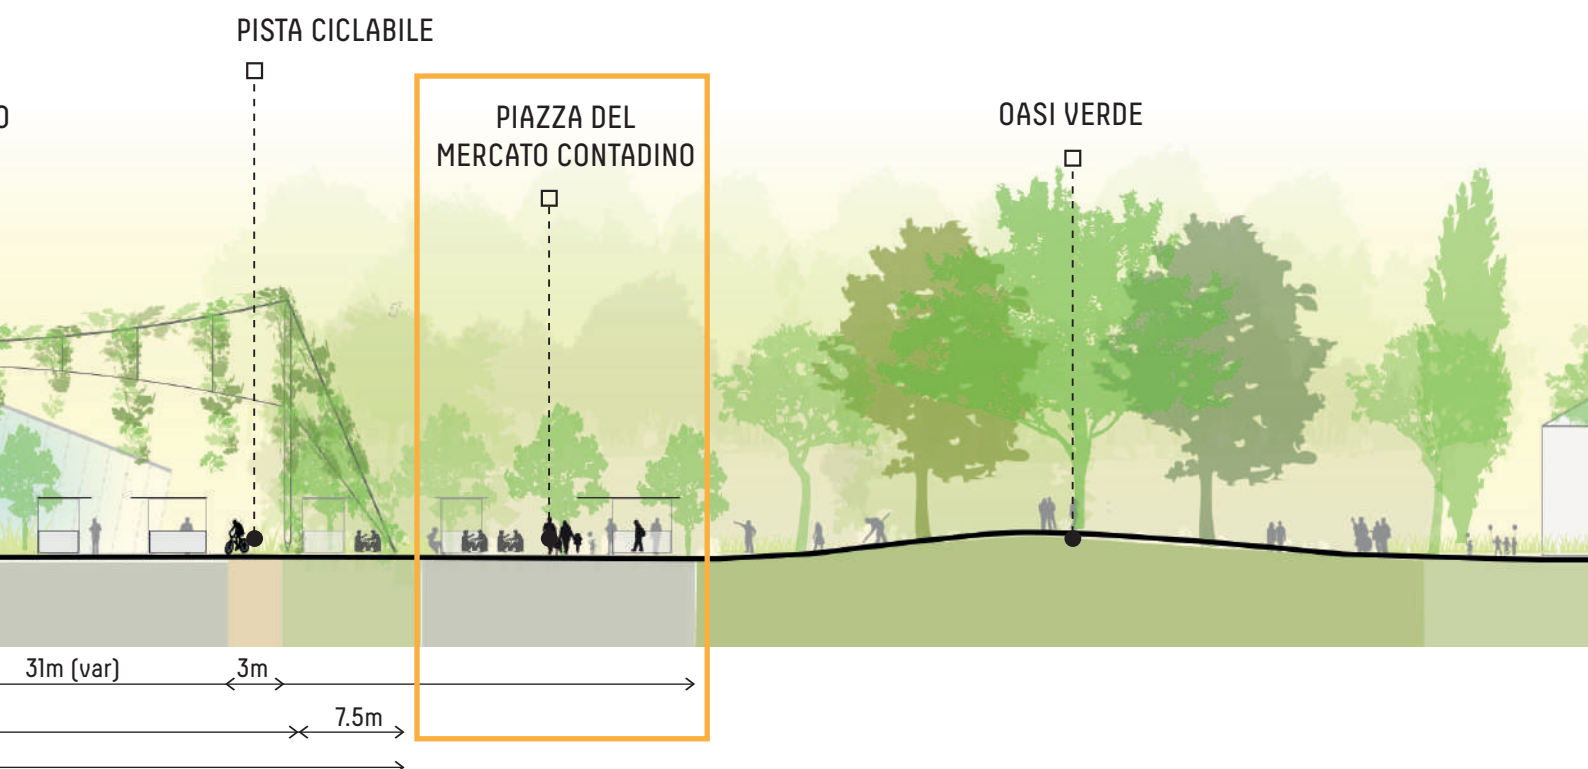 PISTA CICLABILE
PIAZZA DEL
MERCATO CONTADINO
OASI VERDE
31m (var)
3m
7.5m